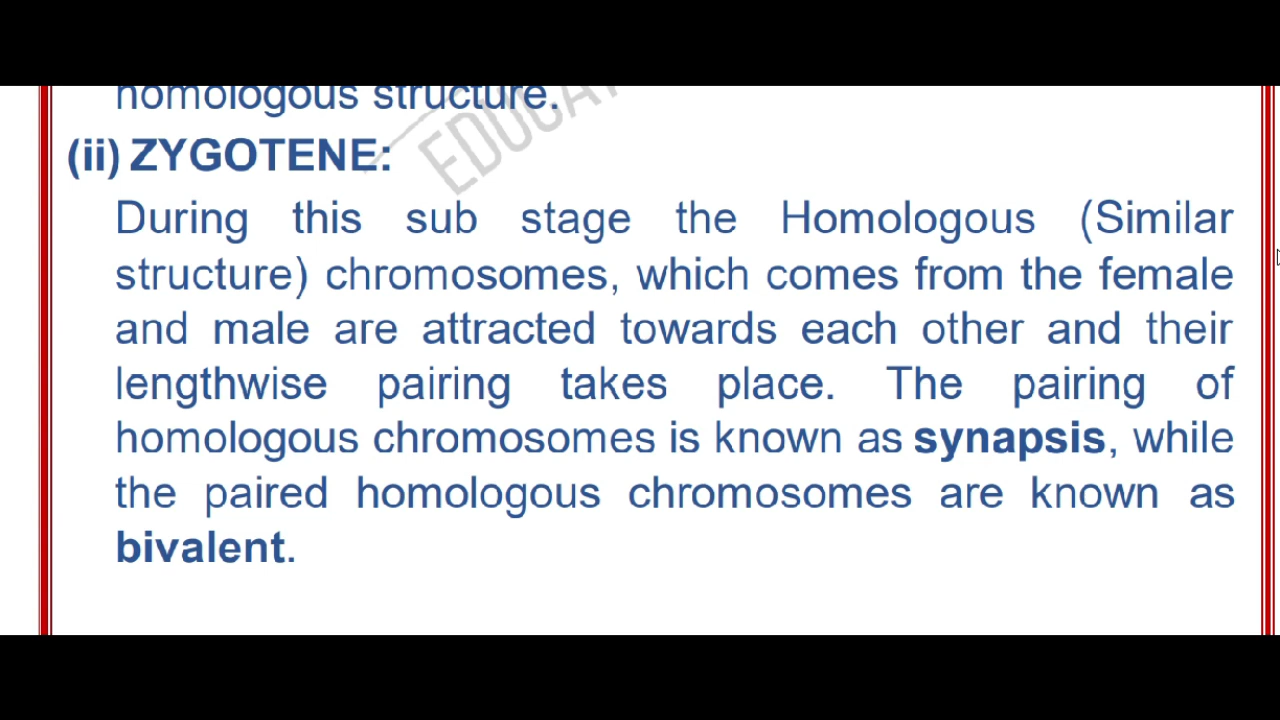 homologous structure.
(ii) ZYGOTENE:
During this sub stage the Homologous (Similar
structure) chromosomes, which comes from the female
and male are attracted towards each other and their
lengthwise pairing takes place. The pairing of
homologous chromosomes is known as synapsis, while
the paired homologous chromosomes are known as
bivalent.